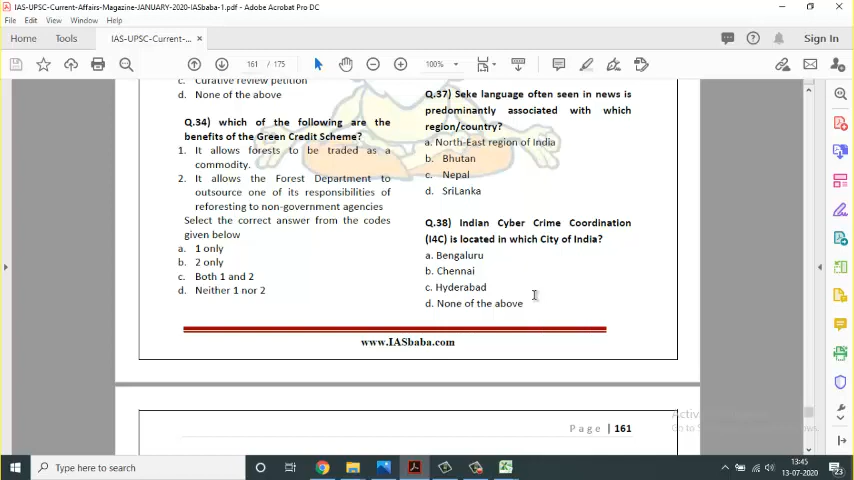 IAS-UPSC-Current-Affairs-Magazine-JANUARY-2020-IASbaba-1.pdf - Adobe Acrobat Pro DC
File Edit View Window Help
Home Tools IAS-UPSC-Current-... × Sign In
161 / 175 100%
c. Curative review petition
d. None of the above
Q.34) which of the following are the
benefits of the Green Credit Scheme?
1. It allows forests to be traded as a
commodity.
2. It allows the Forest Department to
outsource one of its responsibilities of
reforesting to non-government agencies
Select the correct answer from the codes
given below
a. 1 only
b. 2 only
c. Both 1 and 2
d. Neither 1 nor 2
Q.37) Seke language often seen in news is
predominantly associated with which
region/country?
a. North-East region of India
b. Bhutan
c. Nepal
d. SriLanka
Q.38) Indian Cyber Crime Coordination
(I4C) is located in which City of India?
a. Bengaluru
b. Chennai
c. Hyderabad
d. None of the above
www.IASbaba.com
Page | 161
Type here to search
13:45
13-07-2020
23